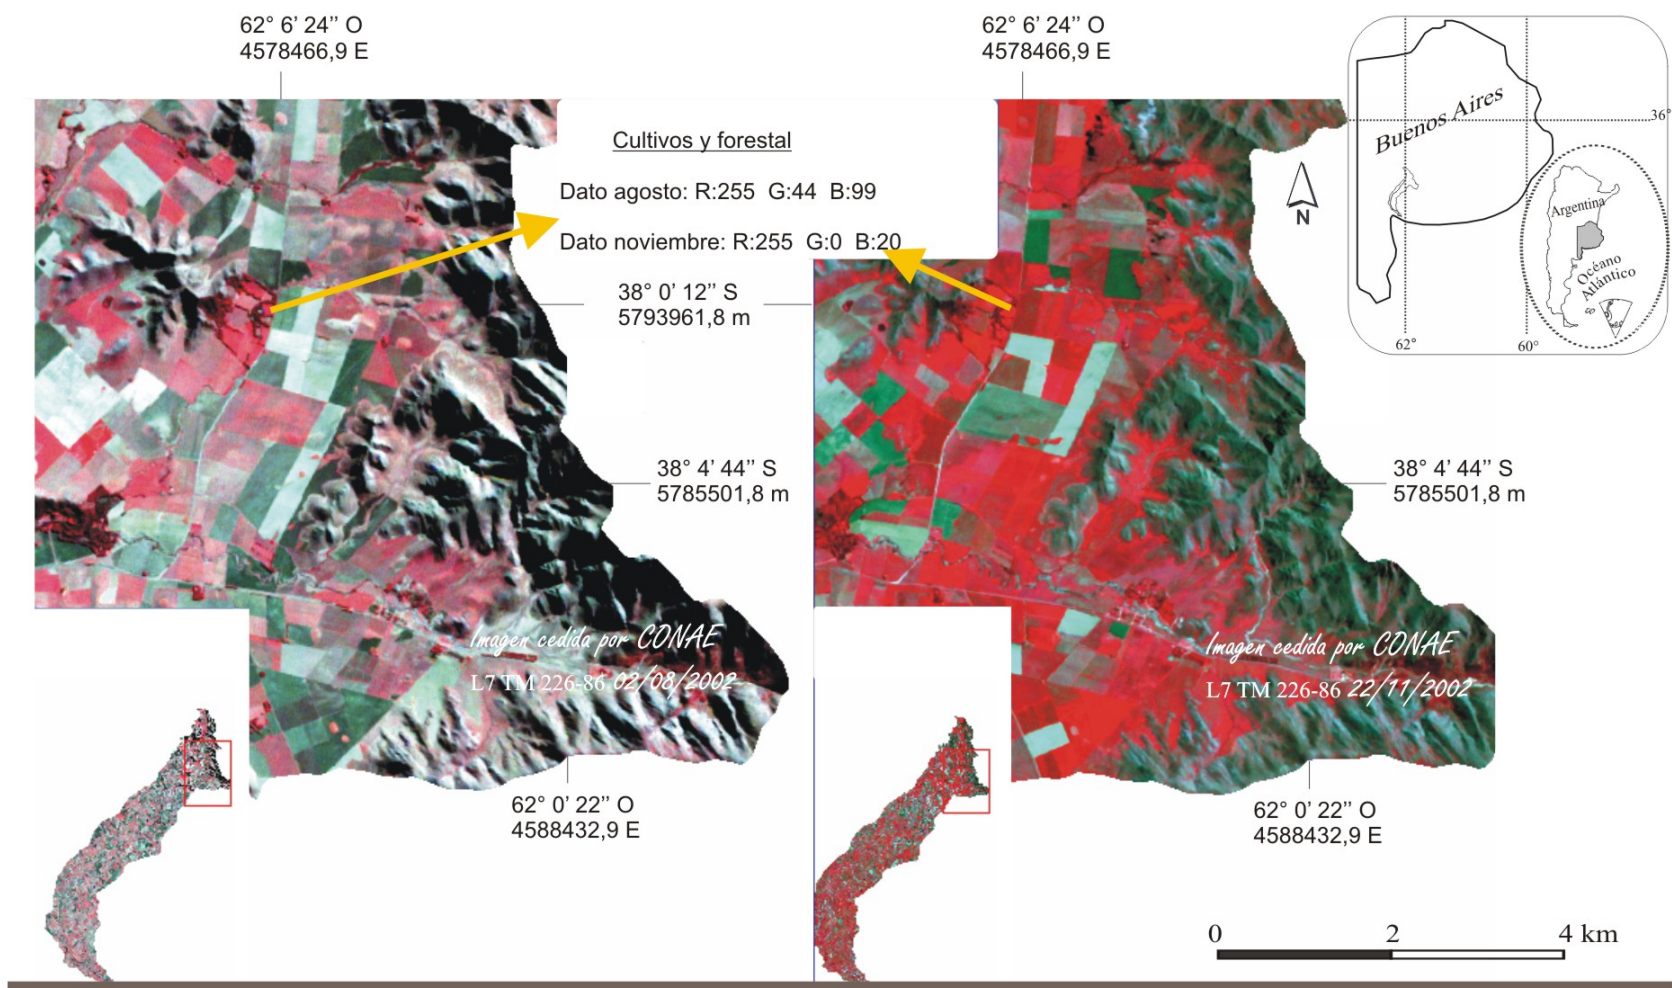 62° 6’ 24’’ O
4578466,9 E
62° 6’ 24’’ O
4578466,9 E
Cultivos y forestal
Dato agosto: R:255 G:44 B:99
Dato noviembre: R:255 G:0 B:20
38° 0’ 12’’ S
5793961,8 m
38° 4’ 44’’ S
5785501,8 m
38° 4’ 44’’ S
5785501,8 m
N
Buenos Aires
36°
Argentina
Océano
Atlántico
62°
60°
Imagen cedida por CONAE
L7 TM 226-86 02/08/2002
Imagen cedida por CONAE
L7 TM 226-86 22/11/2002
62° 0’ 22’’ O
4588432,9 E
62° 0’ 22’’ O
4588432,9 E
0 2 4 km